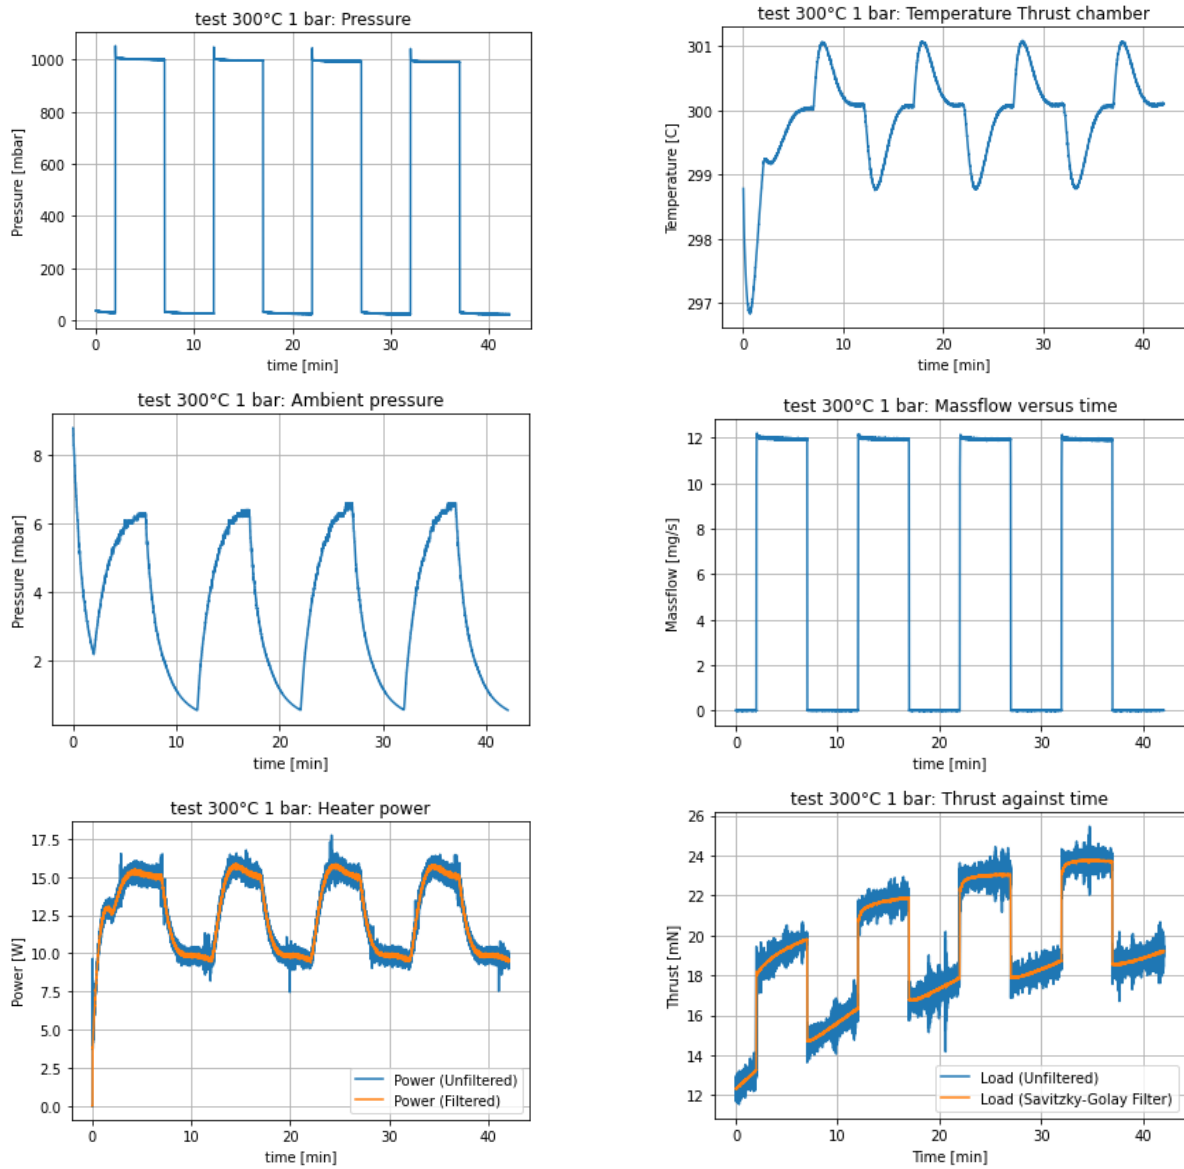 test 300°C 1 bar: Pressure
Pressure [mbar]
1000
800
600
400
200
0
0 10 20 30 40
time [min]
test 300°C 1 bar: Temperature Thrust chamber
Temperature [C]
301
300
299
298
297
0 10 20 30 40
time [min]
test 300°C 1 bar: Ambient pressure
Pressure [mbar]
8
6
4
2
0 10 20 30 40
time [min]
test 300°C 1 bar: Massflow versus time
Massflow [mg/s]
12
10
8
6
4
2
0
0 10 20 30 40
time [min]
test 300°C 1 bar: Heater power
Power [W]
17.5
15.0
12.5
10.0
7.5
5.0
2.5
0.0
Power (Unfiltered)
Power (Filtered)
0 10 20 30 40
time [min]
test 300°C 1 bar: Thrust against time
Thrust [mN]
26
24
22
20
18
16
14
12
Load (Unfiltered)
Load (Savitzky-Golay Filter)
0 10 20 30 40
Time [min]